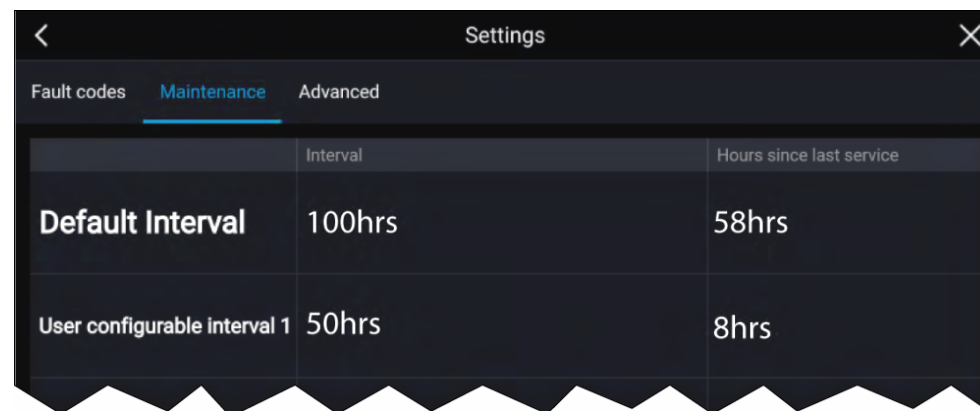 Settings
Fault codes Maintenance Advanced
Interval Hours since last service
Default Interval 100hrs 58hrs
User configurable interval 1 50hrs 8hrs